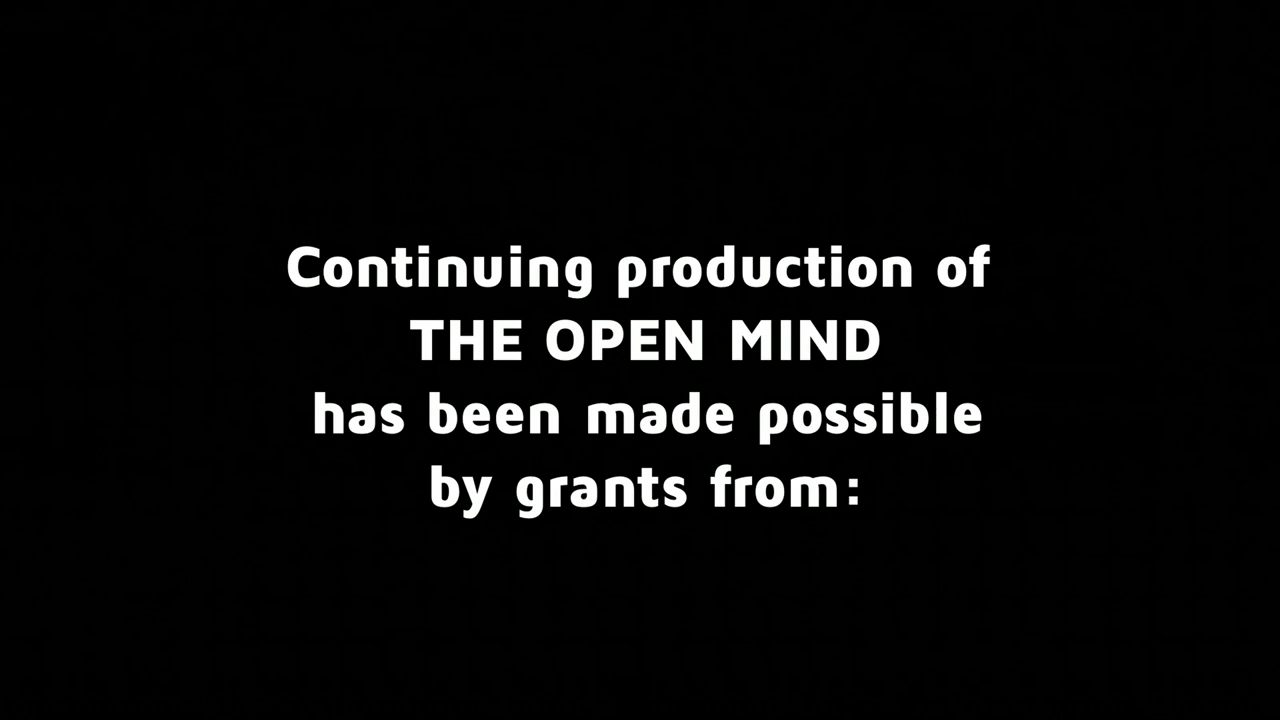 Continuing production of
THE OPEN MIND
has been made possible
by grants from: